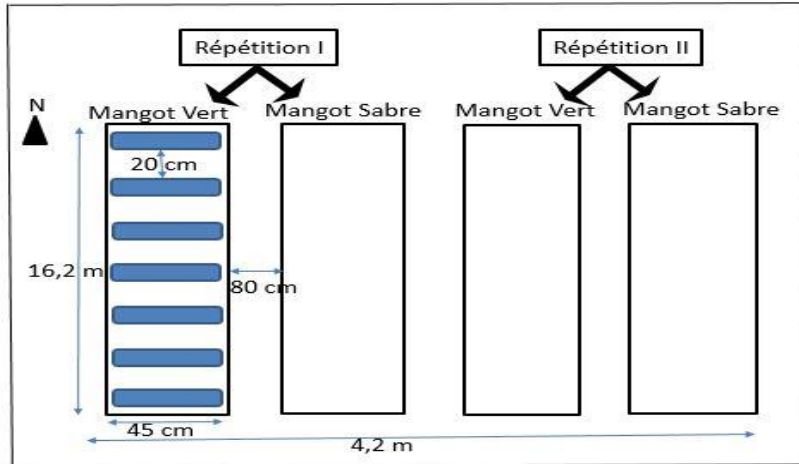 Répétition I
Répétition II
N
Mangot Vert
Mangot Sabre
Mangot Vert
Mangot Sabre
20 cm
16,2 m
80 cm
45 cm
4,2 m